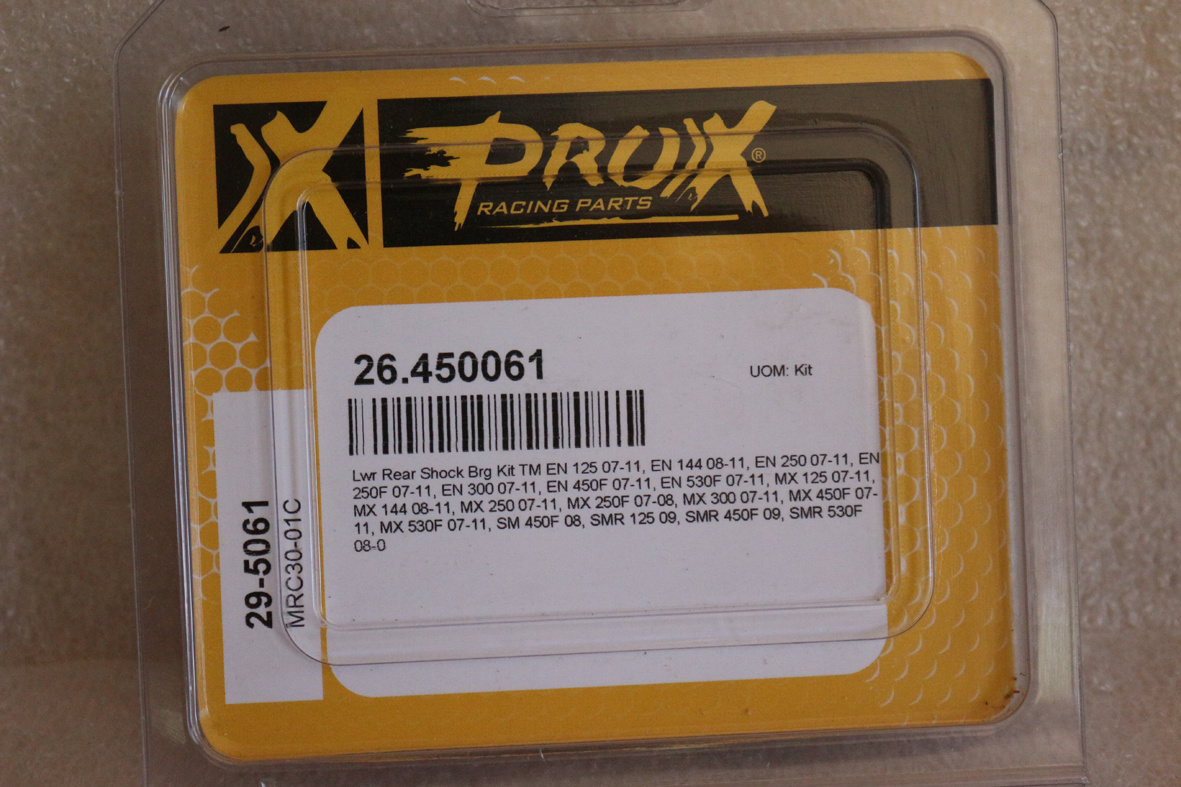 PROX®
RACING PARTS
26.450061
UOM: Kit
Lwr Rear Shock Brg Kit TM EN 125 07-11, EN 144 08-11, EN 250 07-11, EN
250F 07-11, EN 300 07-11, EN 450F 07-11, EN 530F 07-11, MX 125 07-11,
MX 144 08-11, MX 250 07-11, MX 250F 07-08, MX 300 07-11, MX 450F 07-
11, MX 530F 07-11, SM 450F 08, SMR 125 09, SMR 450F 09, SMR 530F
08-0
29-5061
MRC30-01C